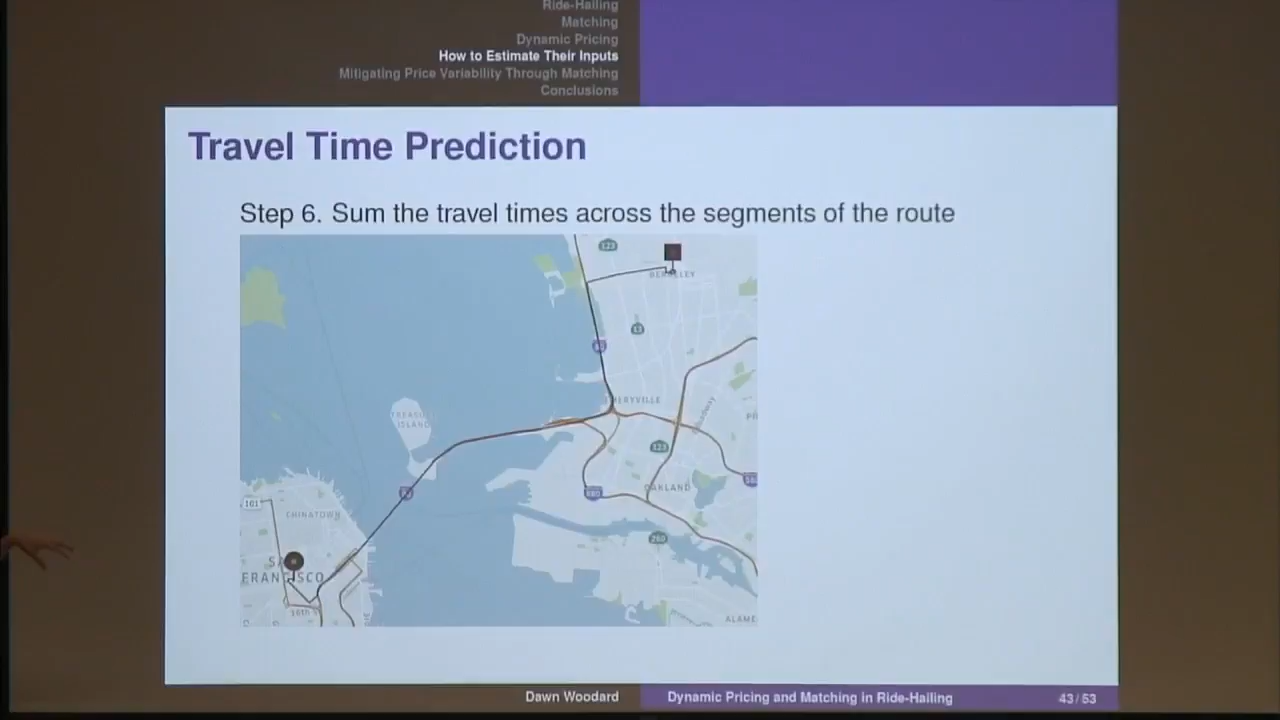 Ride-Hailing
Matching
Dynamic Pricing
How to Estimate Their Inputs
Mitigating Price Variability Through Matching
Conclusions
Travel Time Prediction
Step 6. Sum the travel times across the segments of the route
123
BERKELEY
13
80
EMERYVILLE
TREASURE
ISLAND
Broadway
123
OAKLAND
880
580
161
CHINATOWN
260
SAN
FRANCISCO
16th
ALAME
Dawn Woodard
Dynamic Pricing and Matching in Ride-Hailing
43/53